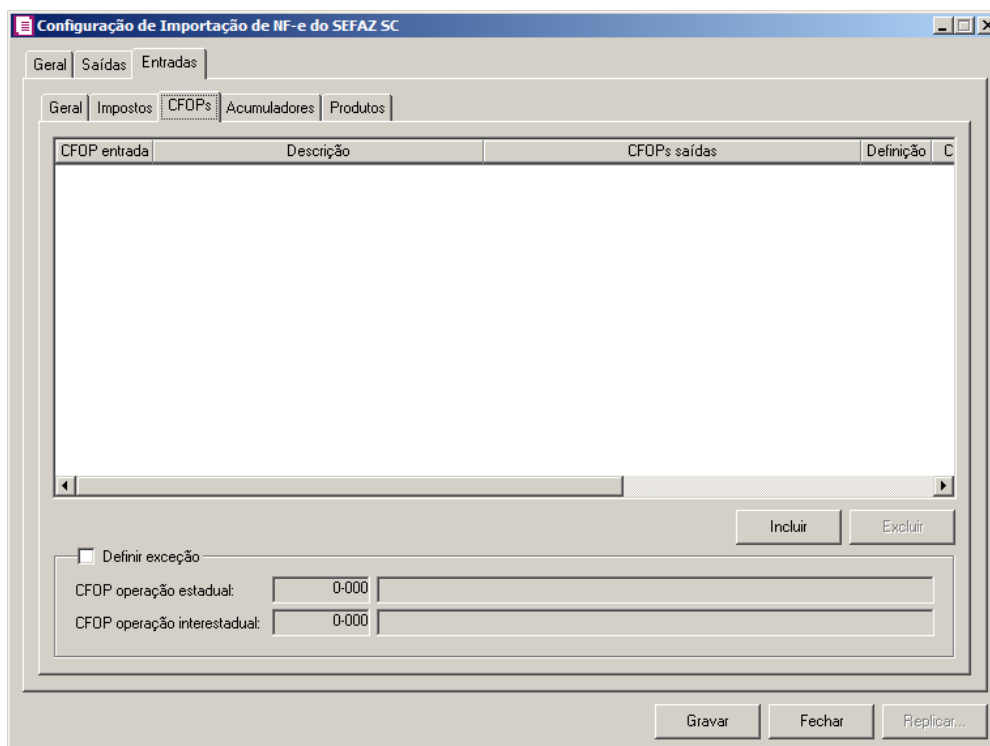 Configuração de Importação de NF-e do SEFAZ SC
Geral Saídas Entradas
Geral Impostos CFOPs Acumuladores Produtos
CFOP entrada Descrição CFOPs saídas Definição C
Incluir Excluir
Definir exceção
CFOP operação estadual: 0-000
CFOP operação interestadual: 0-000
Gravar Fechar Replicar...